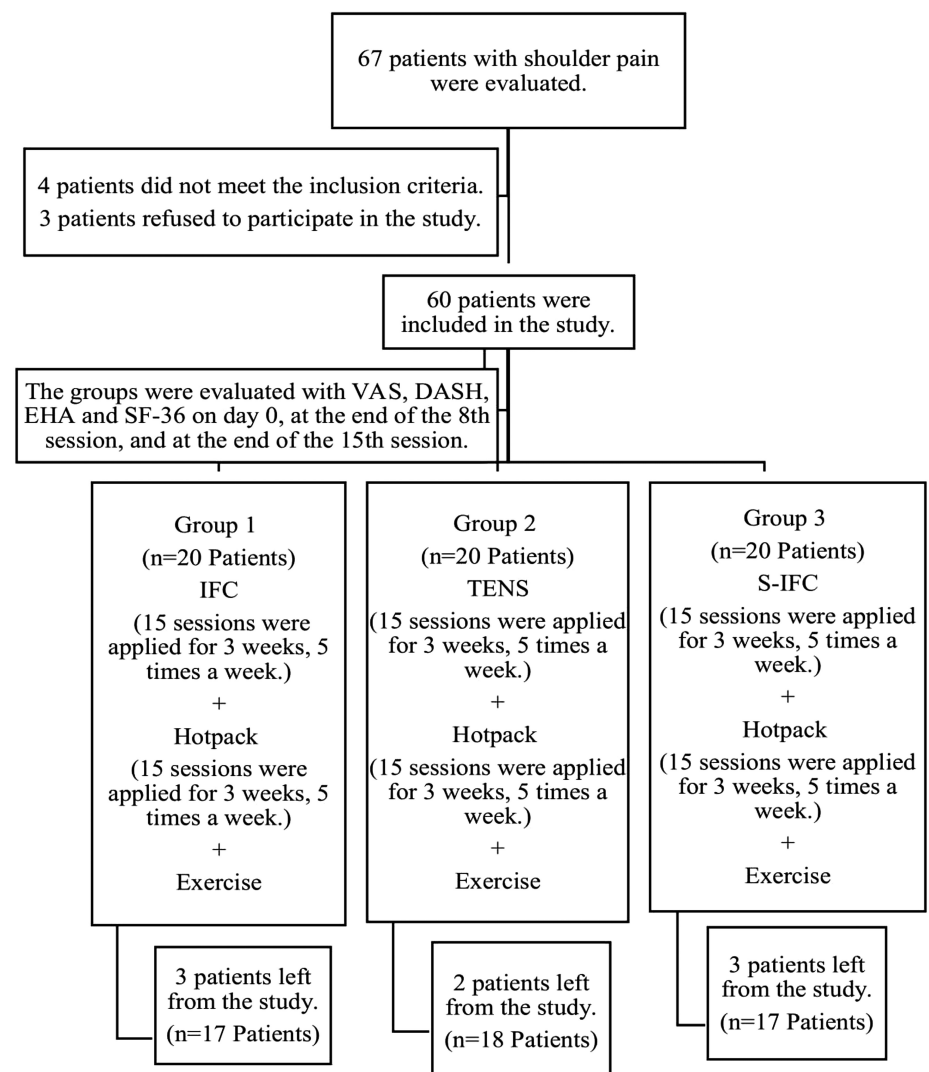 67 patients with shoulder pain
were evaluated.
4 patients did not meet the inclusion criteria.
3 patients refused to participate in the study.
60 patients were
included in the study.
The groups were evaluated with VAS, DASH,
EHA and SF-36 on day 0, at the end of the 8th
session, and at the end of the 15th session.
Group 1
(n=20 Patients)
IFC
(15 sessions were
applied for 3 weeks, 5
times a week.)
+
Hotpack
(15 sessions were
applied for 3 weeks, 5
times a week.)
+
Exercise
Group 2
(n=20 Patients)
TENS
(15 sessions were applied
for 3 weeks, 5 times a
week.)
+
Hotpack
(15 sessions were applied
for 3 weeks, 5 times a
week.)
+
Exercise
Group 3
(n=20 Patients)
S-IFC
(15 sessions were applied
for 3 weeks, 5 times a
week.)
+
Hotpack
(15 sessions were applied
for 3 weeks, 5 times a
week.)
+
Exercise
3 patients left
from the study.
(n=17 Patients)
2 patients left
from the study.
(n=18 Patients)
3 patients left
from the study.
(n=17 Patients)